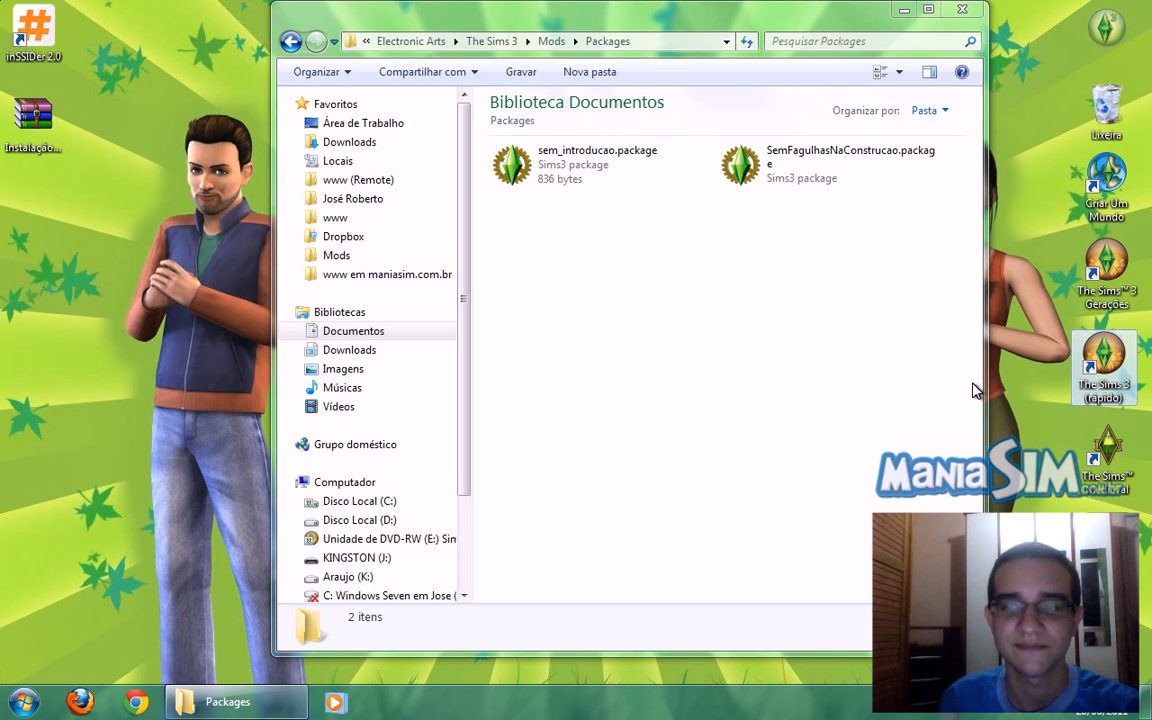 inSSIDer 2.0
Instalação...
« Electronic Arts The Sims 3 Mods Packages
Pesquisar Packages
Organizar
Compartilhar com
Gravar
Nova pasta
Favoritos
Área de Trabalho
Downloads
Locais
www (Remote)
José Roberto
www
Dropbox
Mods
www em maniasim.com.br
Bibliotecas
Documentos
Downloads
Imagens
Músicas
Vídeos
Grupo doméstico
Computador
Disco Local (C:)
Disco Local (D:)
Unidade de DVD-RW (E:) Sim
KINGSTON (J:)
Araujo (K:)
C: Windows Seven em Jose (
Biblioteca Documentos
Packages
Organizar por:
Pasta
sem_introducao.package
Sims3 package
836 bytes
SemFagulhasNaConstrucao.packag
e
Sims3 package
2 itens
Lixeira
Criar Um
Mundo
The Sims™ 3
Gerações
The Sims 3
(rápido)
The Sims™
ManiaSIM
Packages